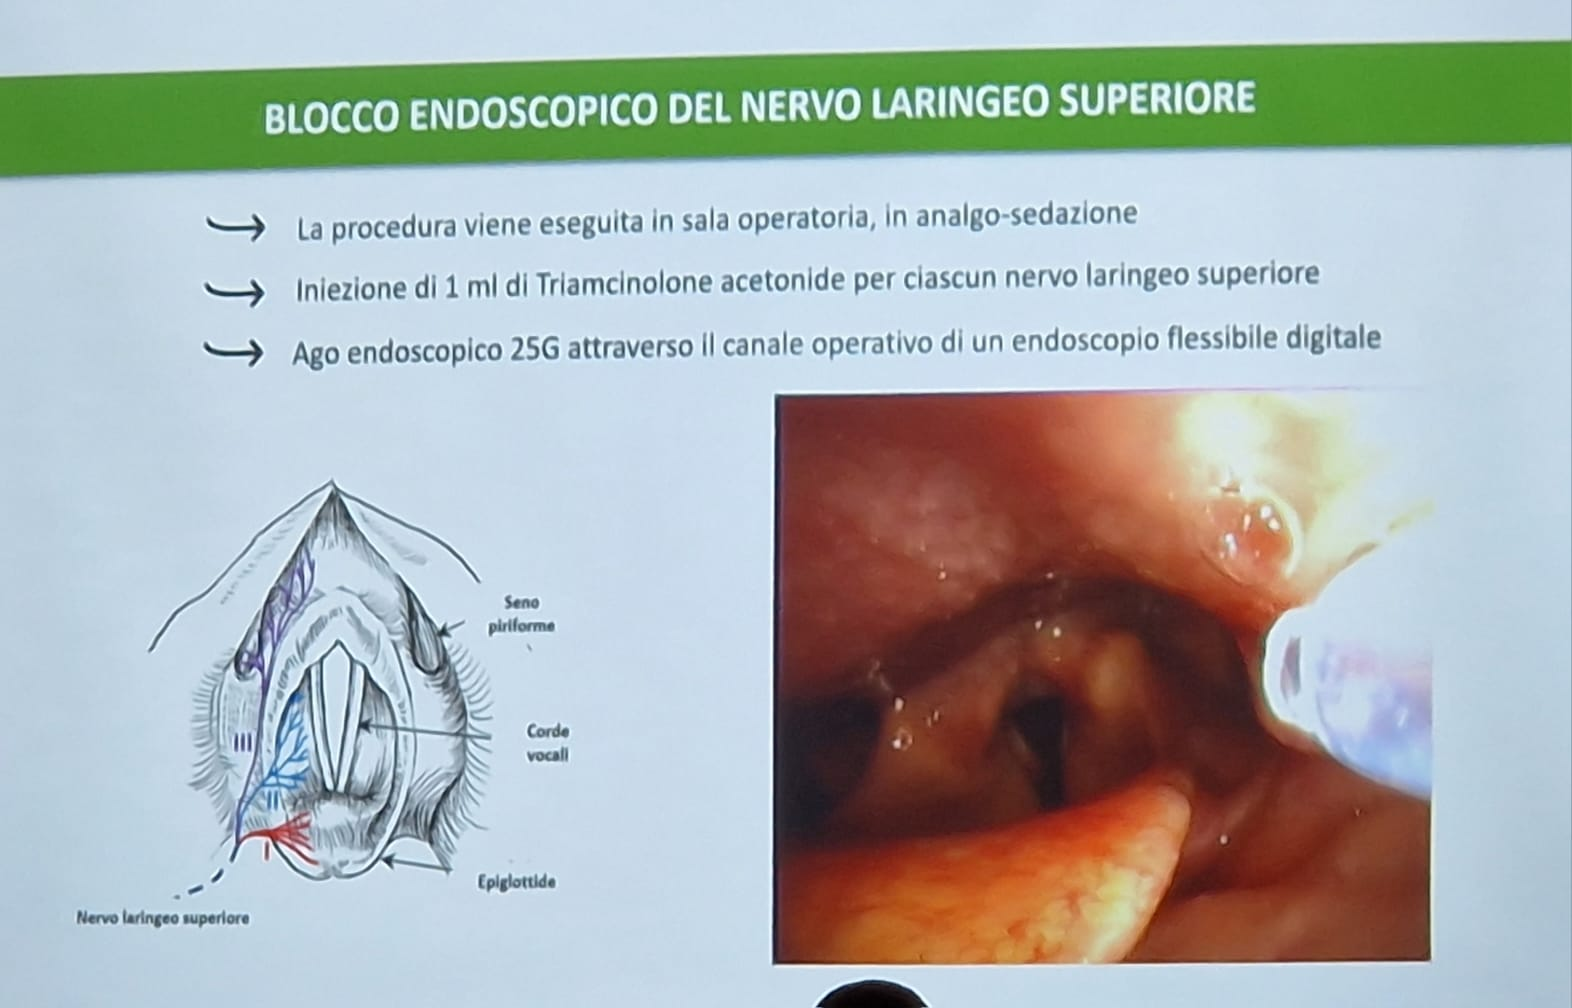 BLOCCO ENDOSCOPICO DEL NERVO LARINGEO SUPERIORE
La procedura viene eseguita in sala operatoria, in analgo-sedazione
Iniezione di 1 ml di Triamcinolone acetonide per ciascun nervo laringeo superiore
Ago endoscopico 25G attraverso il canale operativo di un endoscopio flessibile digitale
Seno
piriforme
III
Corde
vocali
II
I
Epiglottide
Nervo laringeo superiore